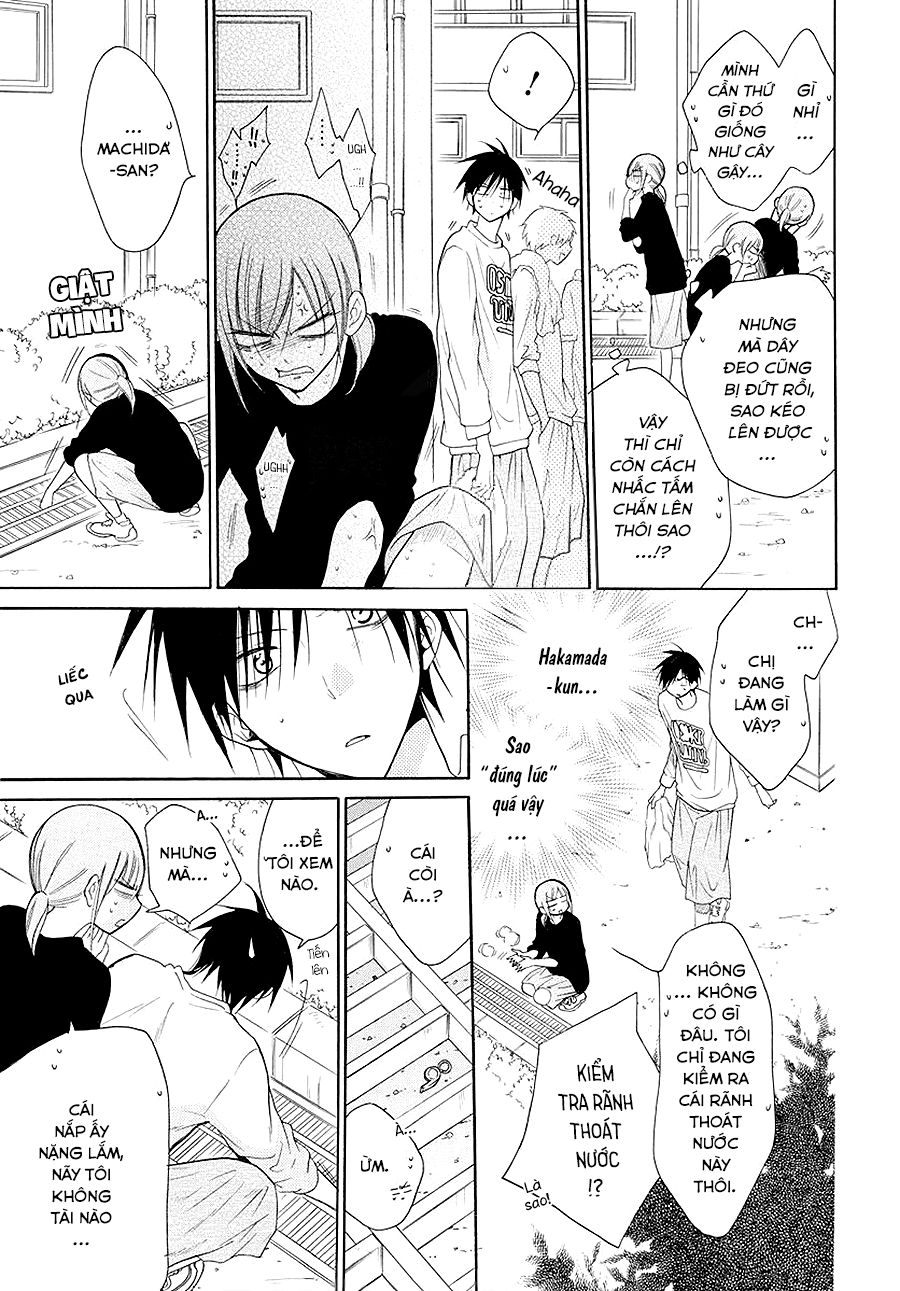 GÌ
NHỈ
...
MÌNH
CẦN THỨ
GÌ ĐÓ
GIỐNG
NHƯ CÂY
GẬY...
NHƯNG
MÀ DÂY
ĐEO CŨNG
BỊ ĐỨT RỒI,
SAO KÉO
LÊN ĐƯỢC
...
VẬY
THÌ CHỈ
CÒN CÁCH
NHẤC TẤM
CHẮN LÊN
THÔI SAO
...!?
!
Ahaha
UGH
...!!
UGHH
...
MACHIDA
-SAN?
GIẬT
MÌNH
CH-
...
CHỊ
ĐANG
LÀM GÌ
VẬY?
Hakamada
-kun...
Sao
“đúng lúc”
quá vậy
...
KHÔNG
... KHÔNG
CÓ GÌ
ĐÂU. TÔI
CHỈ ĐANG
KIỂM RA
CÁI RÃNH
THOÁT
NƯỚC
NÀY
THÔI.
KIỂM
TRA RÃNH
THOÁT
NƯỚC
!?
Là
sao!
LIẾC
QUA
CÁI
CÒI
À...?
À...
ỪM.
...ĐỂ
TÔI XEM
NÀO.
Tiến
lên
A...
NHƯNG
MÀ...
CÁI
NẮP ẤY
NẶNG LẮM,
NÃY TÔI
KHÔNG
TÀI NÀO
...